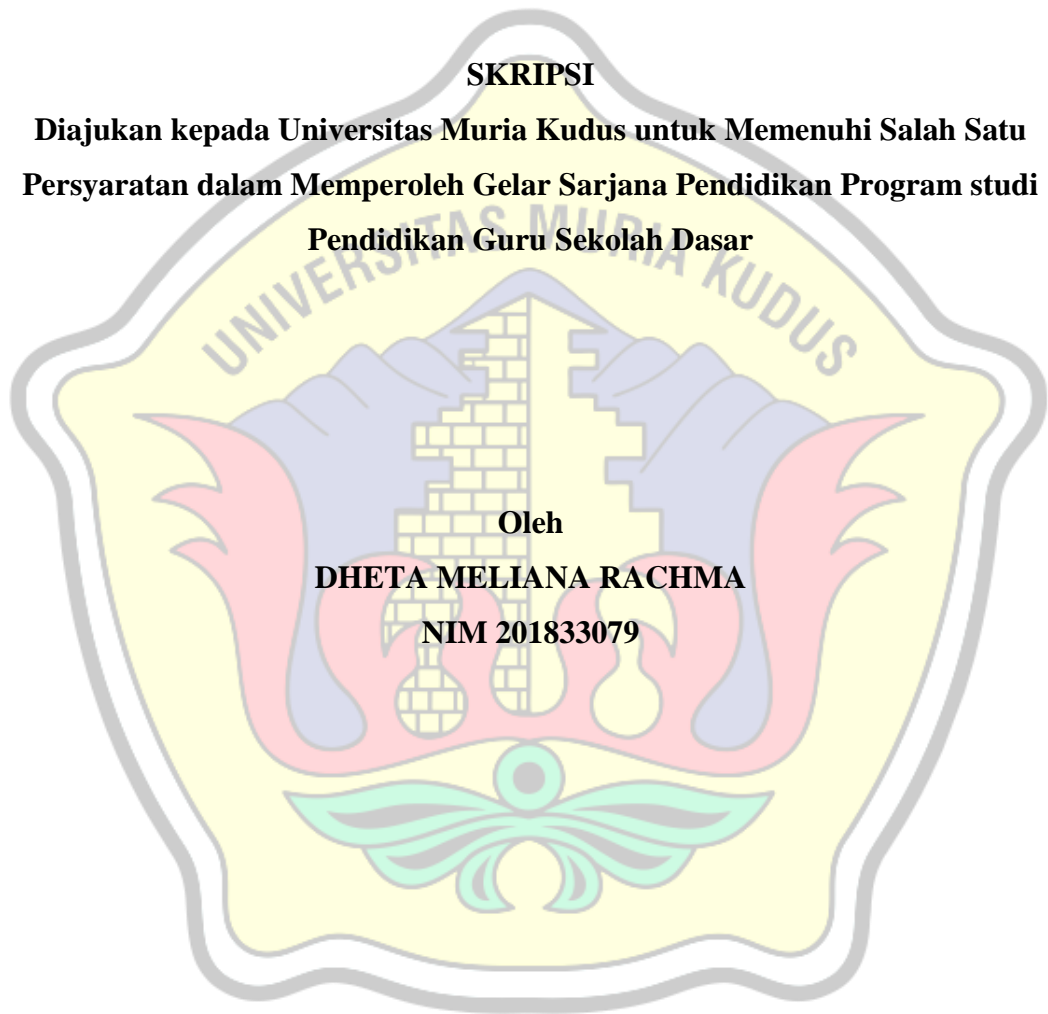 SKRIPSI
Diajukan kepada Universitas Muria Kudus untuk Memenuhi Salah Satu
Persyaratan dalam Memperoleh Gelar Sarjana Pendidikan Program studi
Pendidikan Guru Sekolah Dasar
UNIVERSITAS MURIA KUDUS
Oleh
DHETA MELIANA RACHMA
NIM 201833079